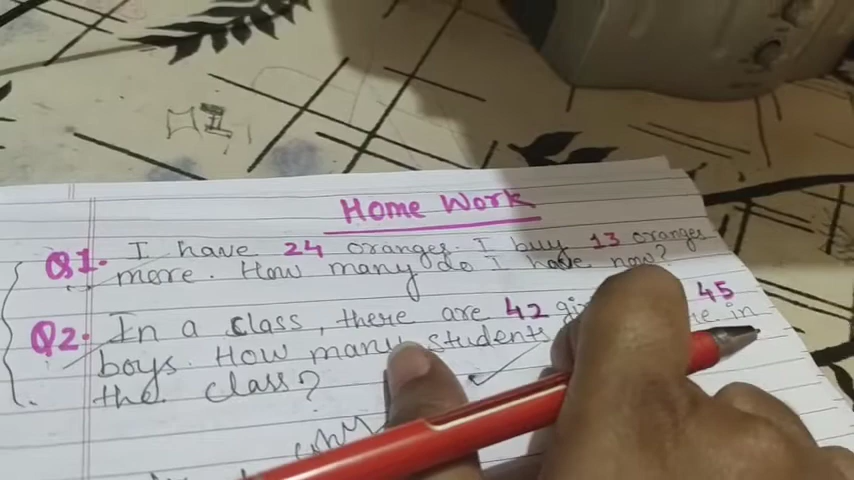 Home Work
Q1. I have 24 oranges. I buy 13 oranges
more. How many do I have now?
Q2. In a class, there are 42 45
boys. How many students in
the class?